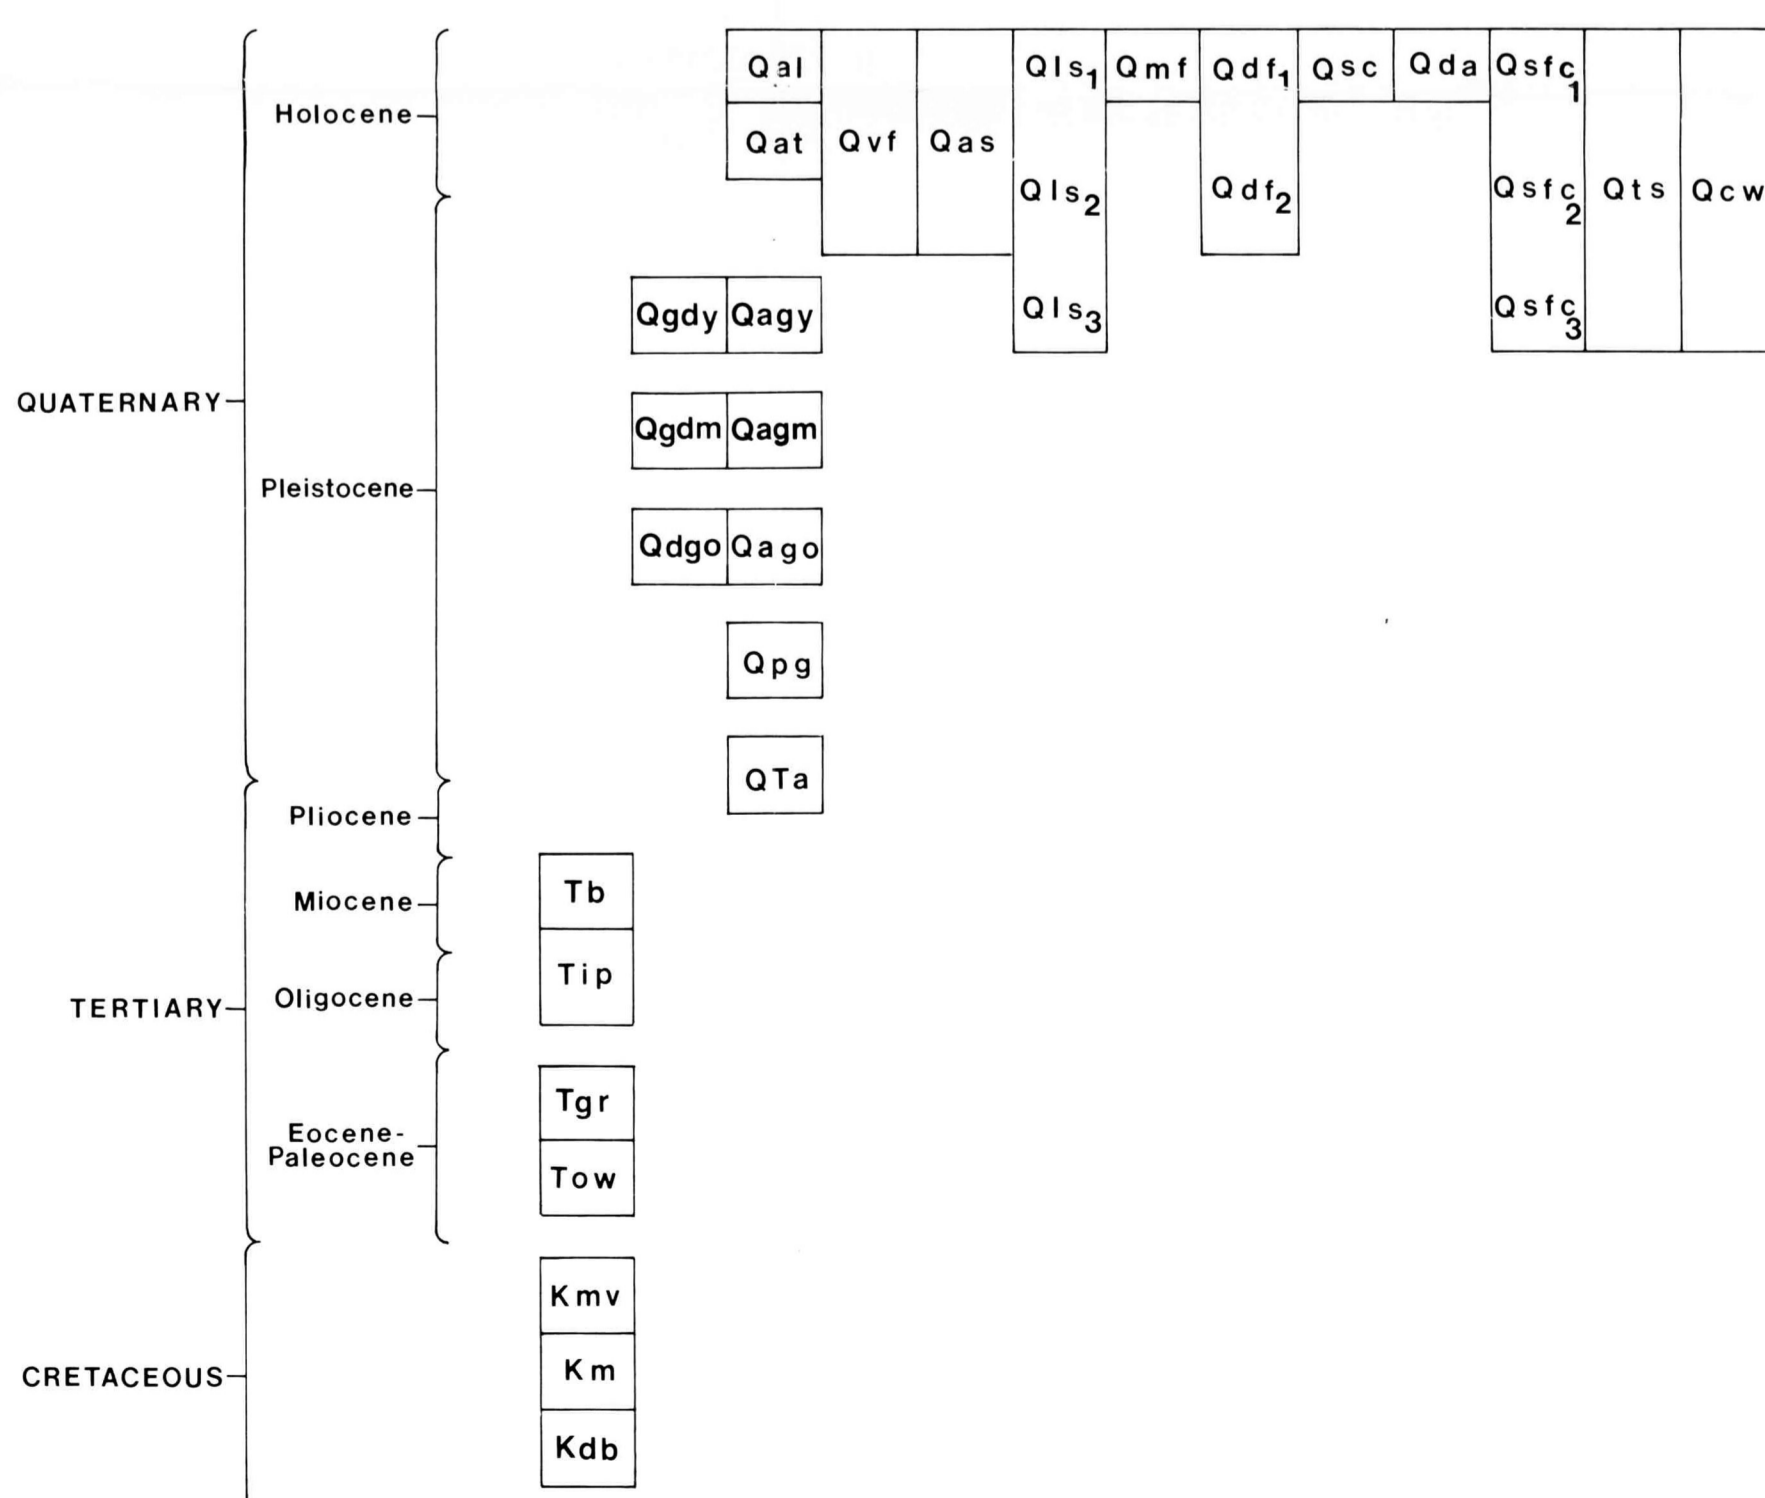 Qal Qls1 Qmf Qdf1 Qsc Qda Qsfc1
Holocene
Qat Qvf Qas
Qls2 Qdf2 Qsfc2 Qts Qcw
Qgdy Qagy Qls3 Qsfc3
QUATERNARY
Qgdm Qagm
Pleistocene
Qdgo Qago
Qpg
QTa
Pliocene
Tb
Miocene
Tip
Oligocene
TERTIARY
Tgr
Eocene-
Paleocene
Tow
Kmv
Km
CRETACEOUS
Kdb